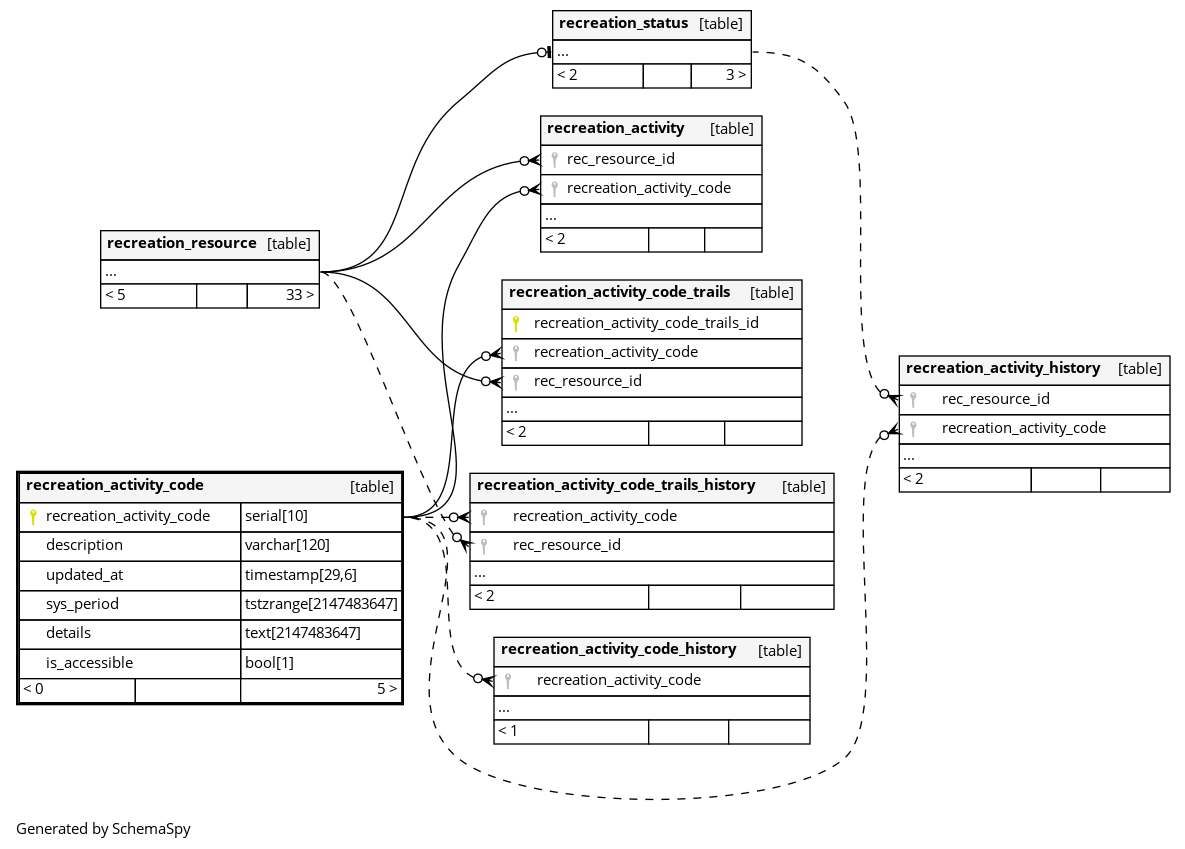 recreation_status [table]
...
< 2 3 >
recreation_activity [table]
rec_resource_id
recreation_activity_code
...
< 2
recreation_resource [table]
...
< 5 33 >
recreation_activity_code_trails [table]
recreation_activity_code_trails_id
recreation_activity_code
rec_resource_id
...
< 2
recreation_activity_history [table]
rec_resource_id
recreation_activity_code
...
< 2
recreation_activity_code [table]
recreation_activity_code serial[10]
description varchar[120]
updated_at timestamp[29,6]
sys_period tstzrange[2147483647]
details text[2147483647]
is_accessible bool[1]
< 0 5 >
recreation_activity_code_trails_history [table]
recreation_activity_code
rec_resource_id
...
< 2
recreation_activity_code_history [table]
recreation_activity_code
...
< 1
Generated by SchemaSpy